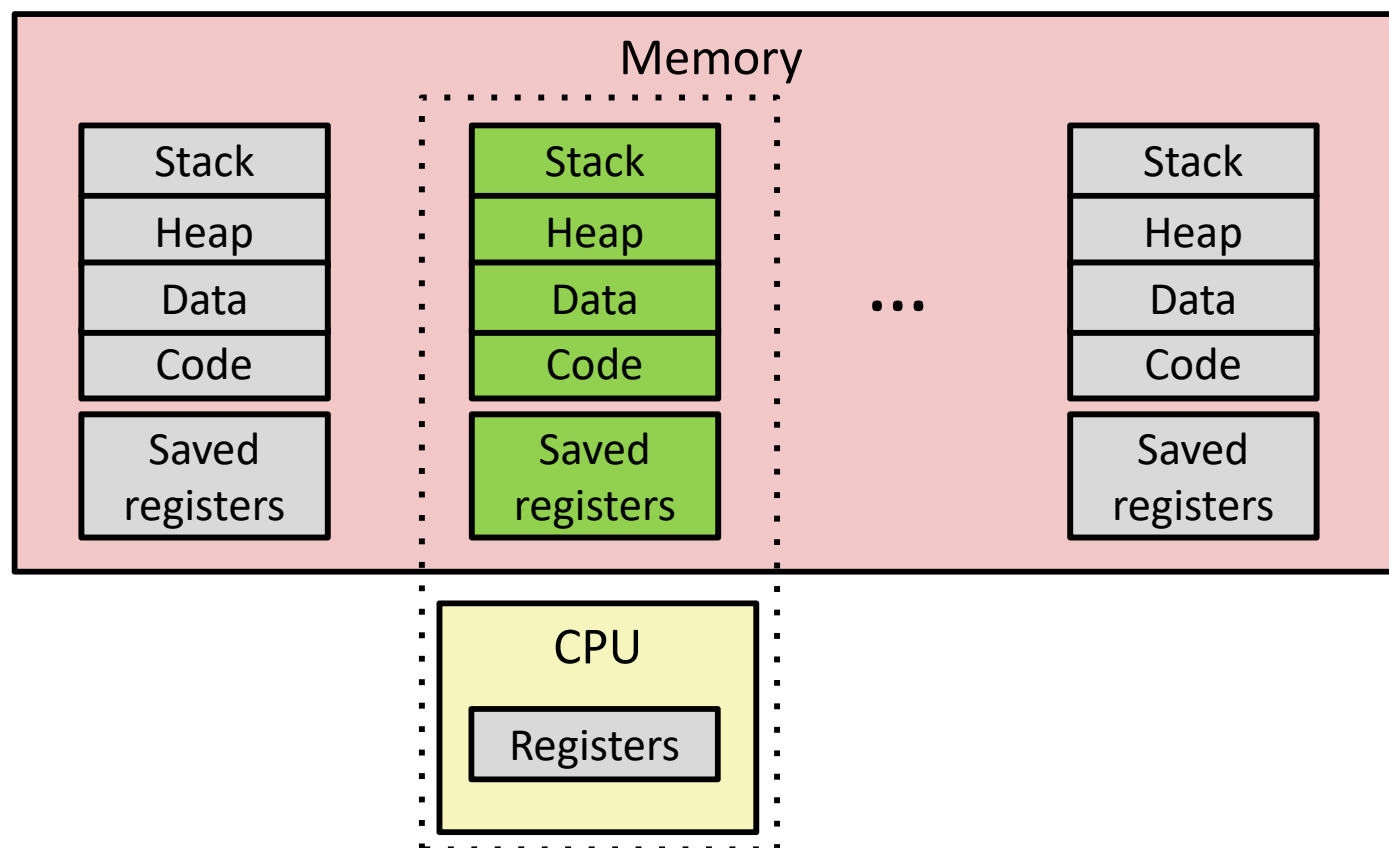 Memory
Stack
Heap
Data
Code
Saved
registers
Stack
Heap
Data
Code
Saved
registers
...
Stack
Heap
Data
Code
Saved
registers
CPU
Registers